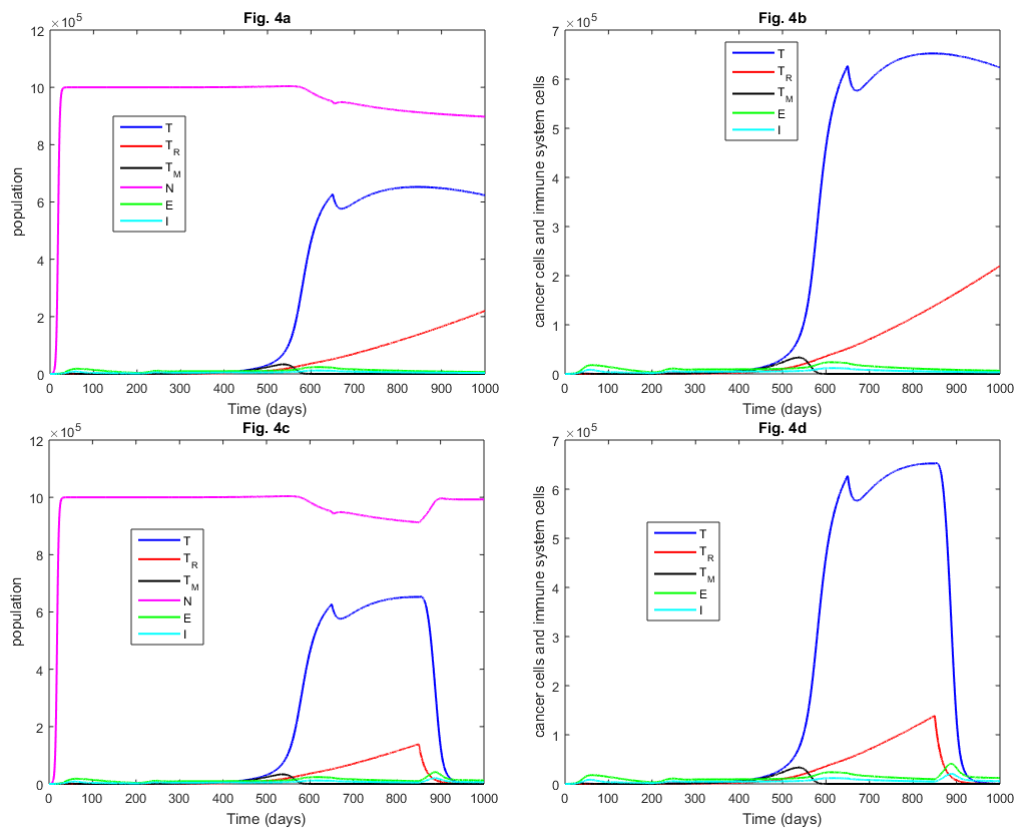 Fig. 4a
×10^5
12
10
8
6
4
2
0
population
T
T_R
T_M
N
E
I
0 100 200 300 400 500 600 700 800 900 1000
Time (days)
Fig. 4b
×10^5
7
6
5
4
3
2
1
0
cancer cells and immune system cells
T
T_R
T_M
E
I
0 100 200 300 400 500 600 700 800 900 1000
Time (days)
Fig. 4c
×10^5
12
10
8
6
4
2
0
population
T
T_R
T_M
N
E
I
0 100 200 300 400 500 600 700 800 900 1000
Time (days)
Fig. 4d
×10^5
7
6
5
4
3
2
1
0
cancer cells and immune system cells
T
T_R
T_M
E
I
0 100 200 300 400 500 600 700 800 900 1000
Time (days)